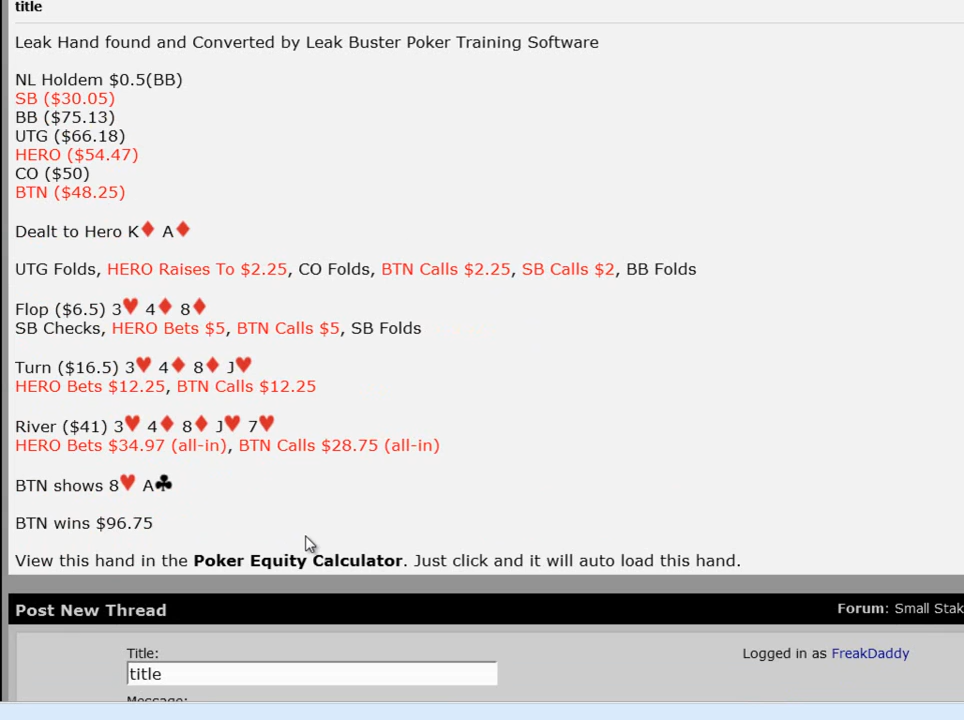 title
Leak Hand found and Converted by Leak Buster Poker Training Software
NL Holdem $0.5(BB)
SB ($30.05)
BB ($75.13)
UTG ($66.18)
HERO ($54.47)
CO ($50)
BTN ($48.25)
Dealt to Hero K♦ A♦
UTG Folds, HERO Raises To $2.25, CO Folds, BTN Calls $2.25, SB Calls $2, BB Folds
Flop ($6.5) 3♥ 4♦ 8♦
SB Checks, HERO Bets $5, BTN Calls $5, SB Folds
Turn ($16.5) 3♥ 4♦ 8♦ J♥
HERO Bets $12.25, BTN Calls $12.25
River ($41) 3♥ 4♦ 8♦ J♥ 7♥
HERO Bets $34.97 (all-in), BTN Calls $28.75 (all-in)
BTN shows 8♥ A♣
BTN wins $96.75
View this hand in the Poker Equity Calculator. Just click and it will auto load this hand.
Post New Thread
Forum: Small Stak
Title:
Logged in as FreakDaddy
title
Message: